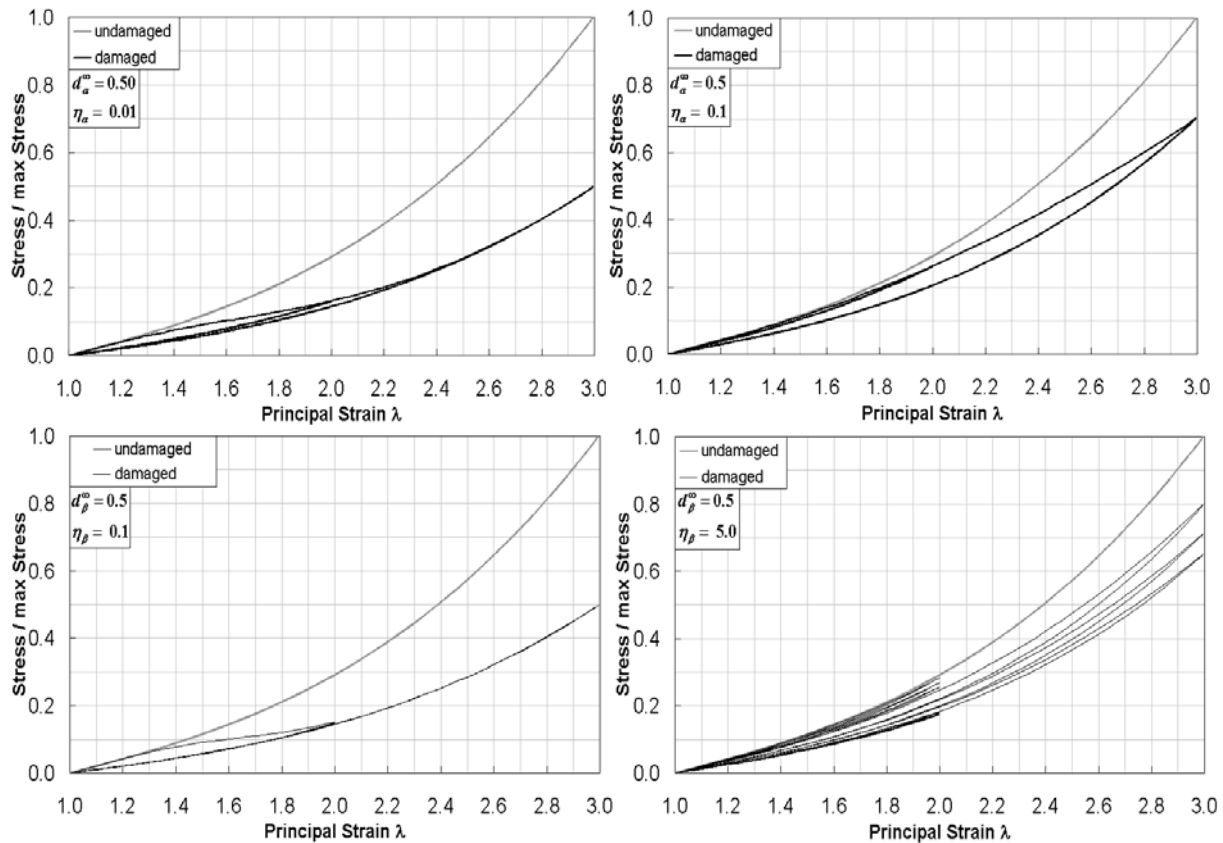 undamaged
damaged
d_α^∞ = 0.50
η_α = 0.01
Stress / max Stress
1.0
0.8
0.6
0.4
0.2
0.0
1.0 1.2 1.4 1.6 1.8 2.0 2.2 2.4 2.6 2.8 3.0
Principal Strain λ
undamaged
damaged
d_α^∞ = 0.5
η_α = 0.1
Stress / max Stress
1.0
0.8
0.6
0.4
0.2
0.0
1.0 1.2 1.4 1.6 1.8 2.0 2.2 2.4 2.6 2.8 3.0
Principal Strain λ
undamaged
damaged
d_β^∞ = 0.5
η_β = 0.1
Stress / max Stress
1.0
0.8
0.6
0.4
0.2
0.0
1.0 1.2 1.4 1.6 1.8 2.0 2.2 2.4 2.6 2.8 3.0
Principal Strain λ
undamaged
damaged
d_β^∞ = 0.5
η_β = 5.0
Stress / max Stress
1.0
0.8
0.6
0.4
0.2
0.0
1.0 1.2 1.4 1.6 1.8 2.0 2.2 2.4 2.6 2.8 3.0
Principal Strain λ